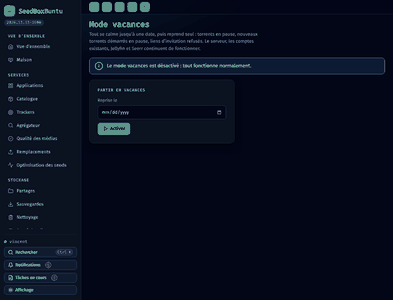 SeedBoxBuntu
VUE D'ENSEMBLE
Vue d'ensemble
Maison
SERVICES
Applications
Catalogue
Trackers
Agrégateur
Qualité des médias
Remplacements
Optimisation des seeds
STOCKAGE
Partages
Sauvegardes
Nettoyage
vincent
Rechercher
Ctrl K
Notifications
Tâches en cours
Affichage
Mode vacances
Tout se calme jusqu'à une date, puis reprend seul : torrents en pause, nouveaux
torrents démarrés en pause, liens d'invitation refusés. Le serveur, les comptes
existants, Jellyfin et Seerr continuent de fonctionner.
Le mode vacances est désactivé : tout fonctionne normalement.
PARTIR EN VACANCES
Reprise le
mm/dd/yyyy
Activer